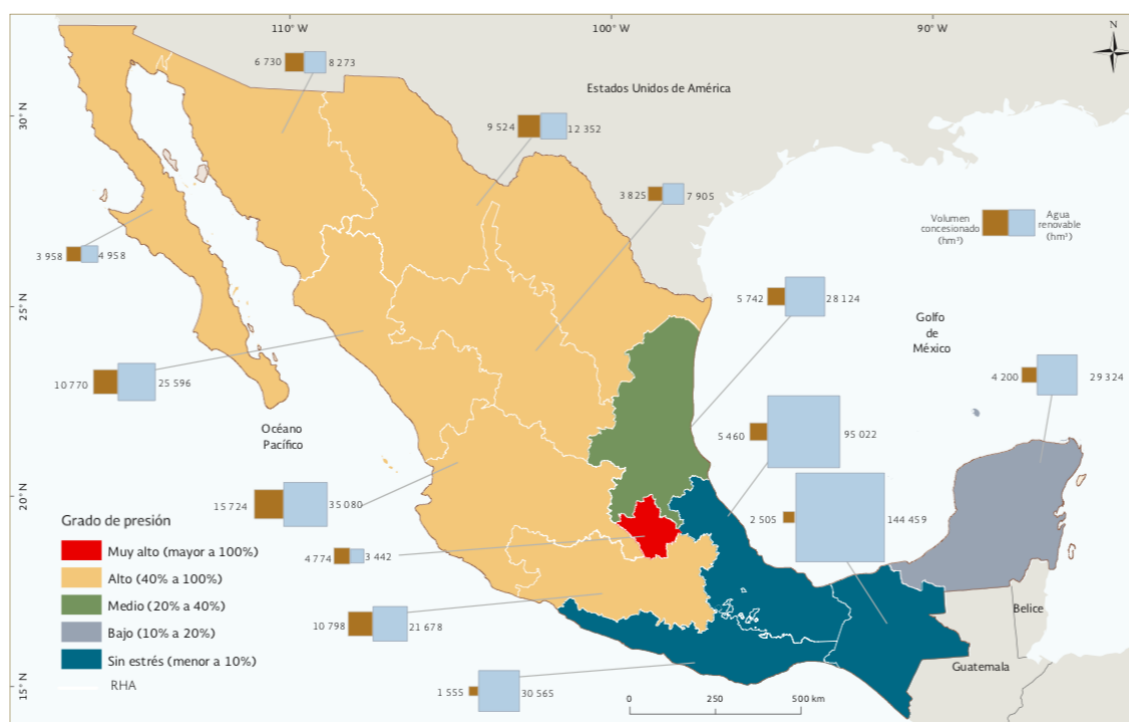 110° W
100° W
90° W
N
6 730
8 273
Estados Unidos de América
30° N
9 524
12 352
3 825
7 905
Volumen
concesionado
(hm³)
Agua
renovable
(hm³)
3 958
4 958
5 742
28 124
25° N
Golfo
de
México
10 770
25 596
4 200
29 324
Océano
Pacífico
5 460
95 022
20° N
15 724
35 080
2 505
144 459
Grado de presión
Muy alto (mayor a 100%)
4 774
3 442
Alto (40% a 100%)
Medio (20% a 40%)
10 798
21 678
Belice
Bajo (10% a 20%)
Sin estrés (menor a 10%)
Guatemala
RHA
15° N
1 555
30 565
0
250
500 km